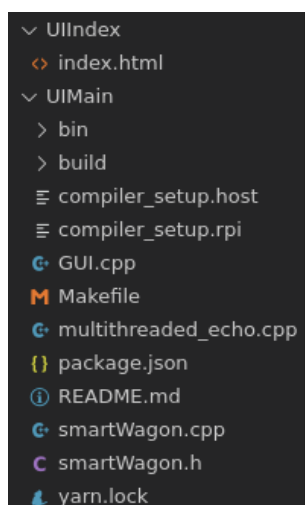 UIIndex
index.html
UIMain
bin
build
compiler_setup.host
compiler_setup.rpi
GUI.cpp
Makefile
multithreaded_echo.cpp
package.json
README.md
smartWagon.cpp
smartWagon.h
yarn.lock